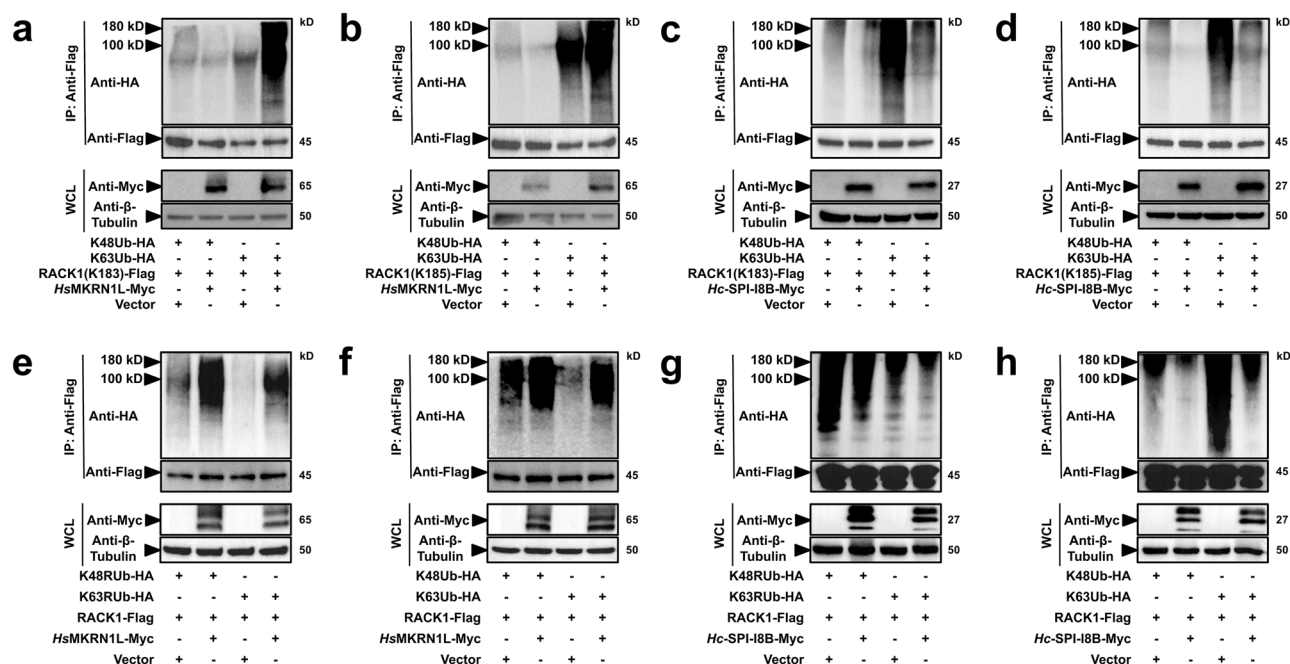 a
180 kD
100 kD
kD
IP: Anti-Flag
Anti-HA
Anti-Flag
45
WCL
Anti-Myc
65
Anti-β-
Tubulin
50
K48Ub-HA + + - -
K63Ub-HA - - + +
RACK1(K183)-Flag + + + +
HsMKRN1L-Myc - + - +
Vector + - + -
b
180 kD
100 kD
kD
IP: Anti-Flag
Anti-HA
Anti-Flag
45
WCL
Anti-Myc
65
Anti-β-
Tubulin
50
K48Ub-HA + + - -
K63Ub-HA - - + +
RACK1(K185)-Flag + + + +
HsMKRN1L-Myc - + - +
Vector + - + -
c
180 kD
100 kD
kD
IP: Anti-Flag
Anti-HA
Anti-Flag
45
WCL
Anti-Myc
27
Anti-β-
Tubulin
50
K48Ub-HA + + - -
K63Ub-HA - - + +
RACK1(K183)-Flag + + + +
Hc-SPI-I8B-Myc - + - +
Vector + - + -
d
180 kD
100 kD
kD
IP: Anti-Flag
Anti-HA
Anti-Flag
45
WCL
Anti-Myc
27
Anti-β-
Tubulin
50
K48Ub-HA + + - -
K63Ub-HA - - + +
RACK1(K185)-Flag + + + +
Hc-SPI-I8B-Myc - + - +
Vector + - + -
e
180 kD
100 kD
kD
IP: Anti-Flag
Anti-HA
Anti-Flag
45
WCL
Anti-Myc
65
Anti-β-
Tubulin
50
K48RUb-HA + + - -
K63RUb-HA - - + +
RACK1-Flag + + + +
HsMKRN1L-Myc - + - +
Vector + - + -
f
180 kD
100 kD
kD
IP: Anti-Flag
Anti-HA
Anti-Flag
45
WCL
Anti-Myc
65
Anti-β-
Tubulin
50
K48Ub-HA + + - -
K63Ub-HA - - + +
RACK1-Flag + + + +
HsMKRN1L-Myc - + - +
Vector + - + -
g
180 kD
100 kD
kD
IP: Anti-Flag
Anti-HA
Anti-Flag
45
WCL
Anti-Myc
27
Anti-β-
Tubulin
50
K48RUb-HA + + - -
K63RUb-HA - - + +
RACK1-Flag + + + +
Hc-SPI-I8B-Myc - + - +
Vector + - + -
h
180 kD
100 kD
kD
IP: Anti-Flag
Anti-HA
Anti-Flag
45
WCL
Anti-Myc
27
Anti-β-
Tubulin
50
K48Ub-HA + + - -
K63Ub-HA - - + +
RACK1-Flag + + + +
Hc-SPI-I8B-Myc - + - +
Vector + - + -